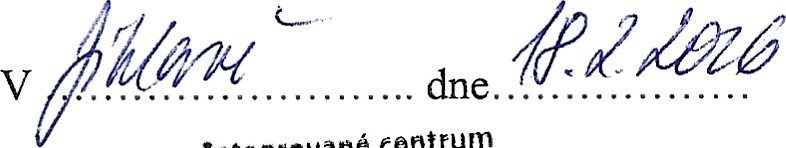 V Jihlavě dne 18.2.2026
Integrované centrum